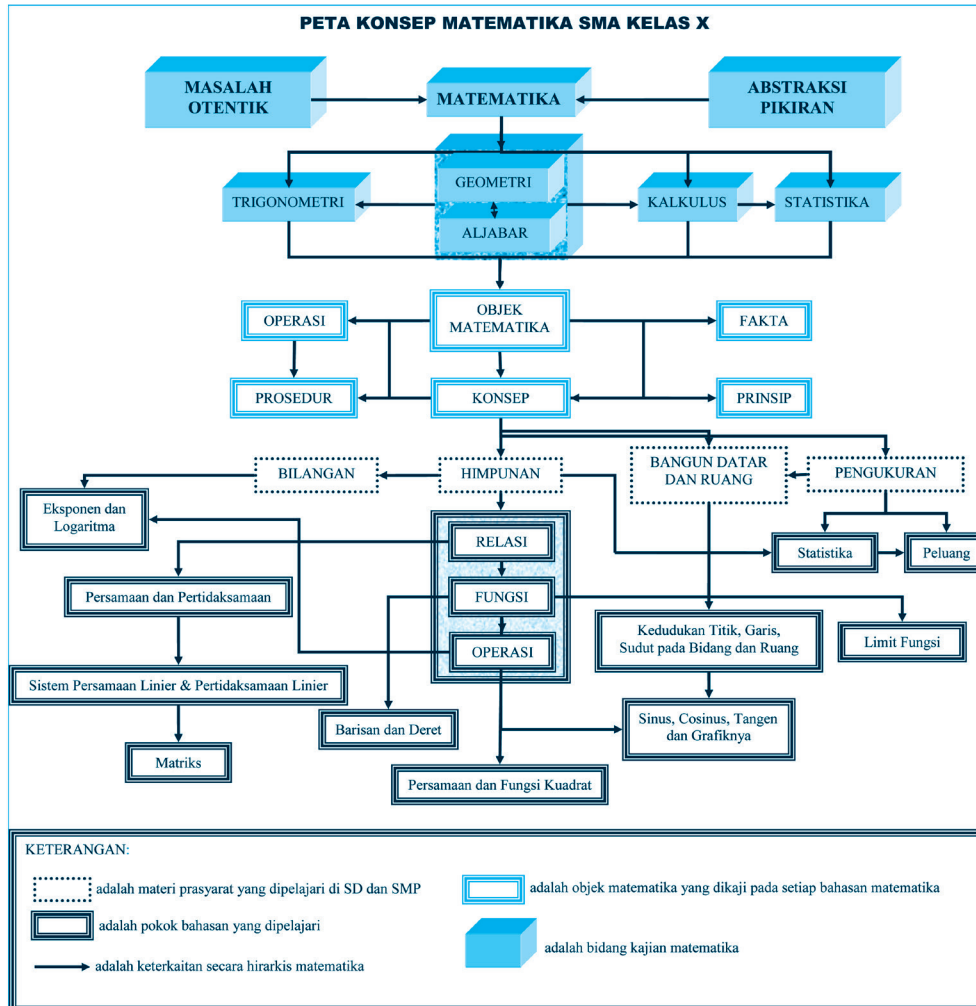 PETA KONSEP MATEMATIKA SMA KELAS X
MASALAH
OTENTIK
MATEMATIKA
ABSTRAKSI
PIKIRAN
GEOMETRI
TRIGONOMETRI
KALKULUS
STATISTIKA
ALJABAR
OPERASI
OBJEK
MATEMATIKA
FAKTA
PROSEDUR
KONSEP
PRINSIP
BILANGAN
HIMPUNAN
BANGUN DATAR
DAN RUANG
PENGUKURAN
Eksponen dan
Logaritma
RELASI
Statistika
Peluang
Persamaan dan Pertidaksamaan
FUNGSI
Kedudukan Titik, Garis,
Sudut pada Bidang dan Ruang
Limit Fungsi
OPERASI
Sistem Persamaan Linier & Pertidaksamaan Linier
Barisan dan Deret
Sinus, Cosinus, Tangen
dan Grafiknya
Matriks
Persamaan dan Fungsi Kuadrat
KETERANGAN:
adalah materi prasyarat yang dipelajari di SD dan SMP
adalah objek matematika yang dikaji pada setiap bahasan matematika
adalah pokok bahasan yang dipelajari
adalah bidang kajian matematika
adalah keterkaitan secara hirarkis matematika